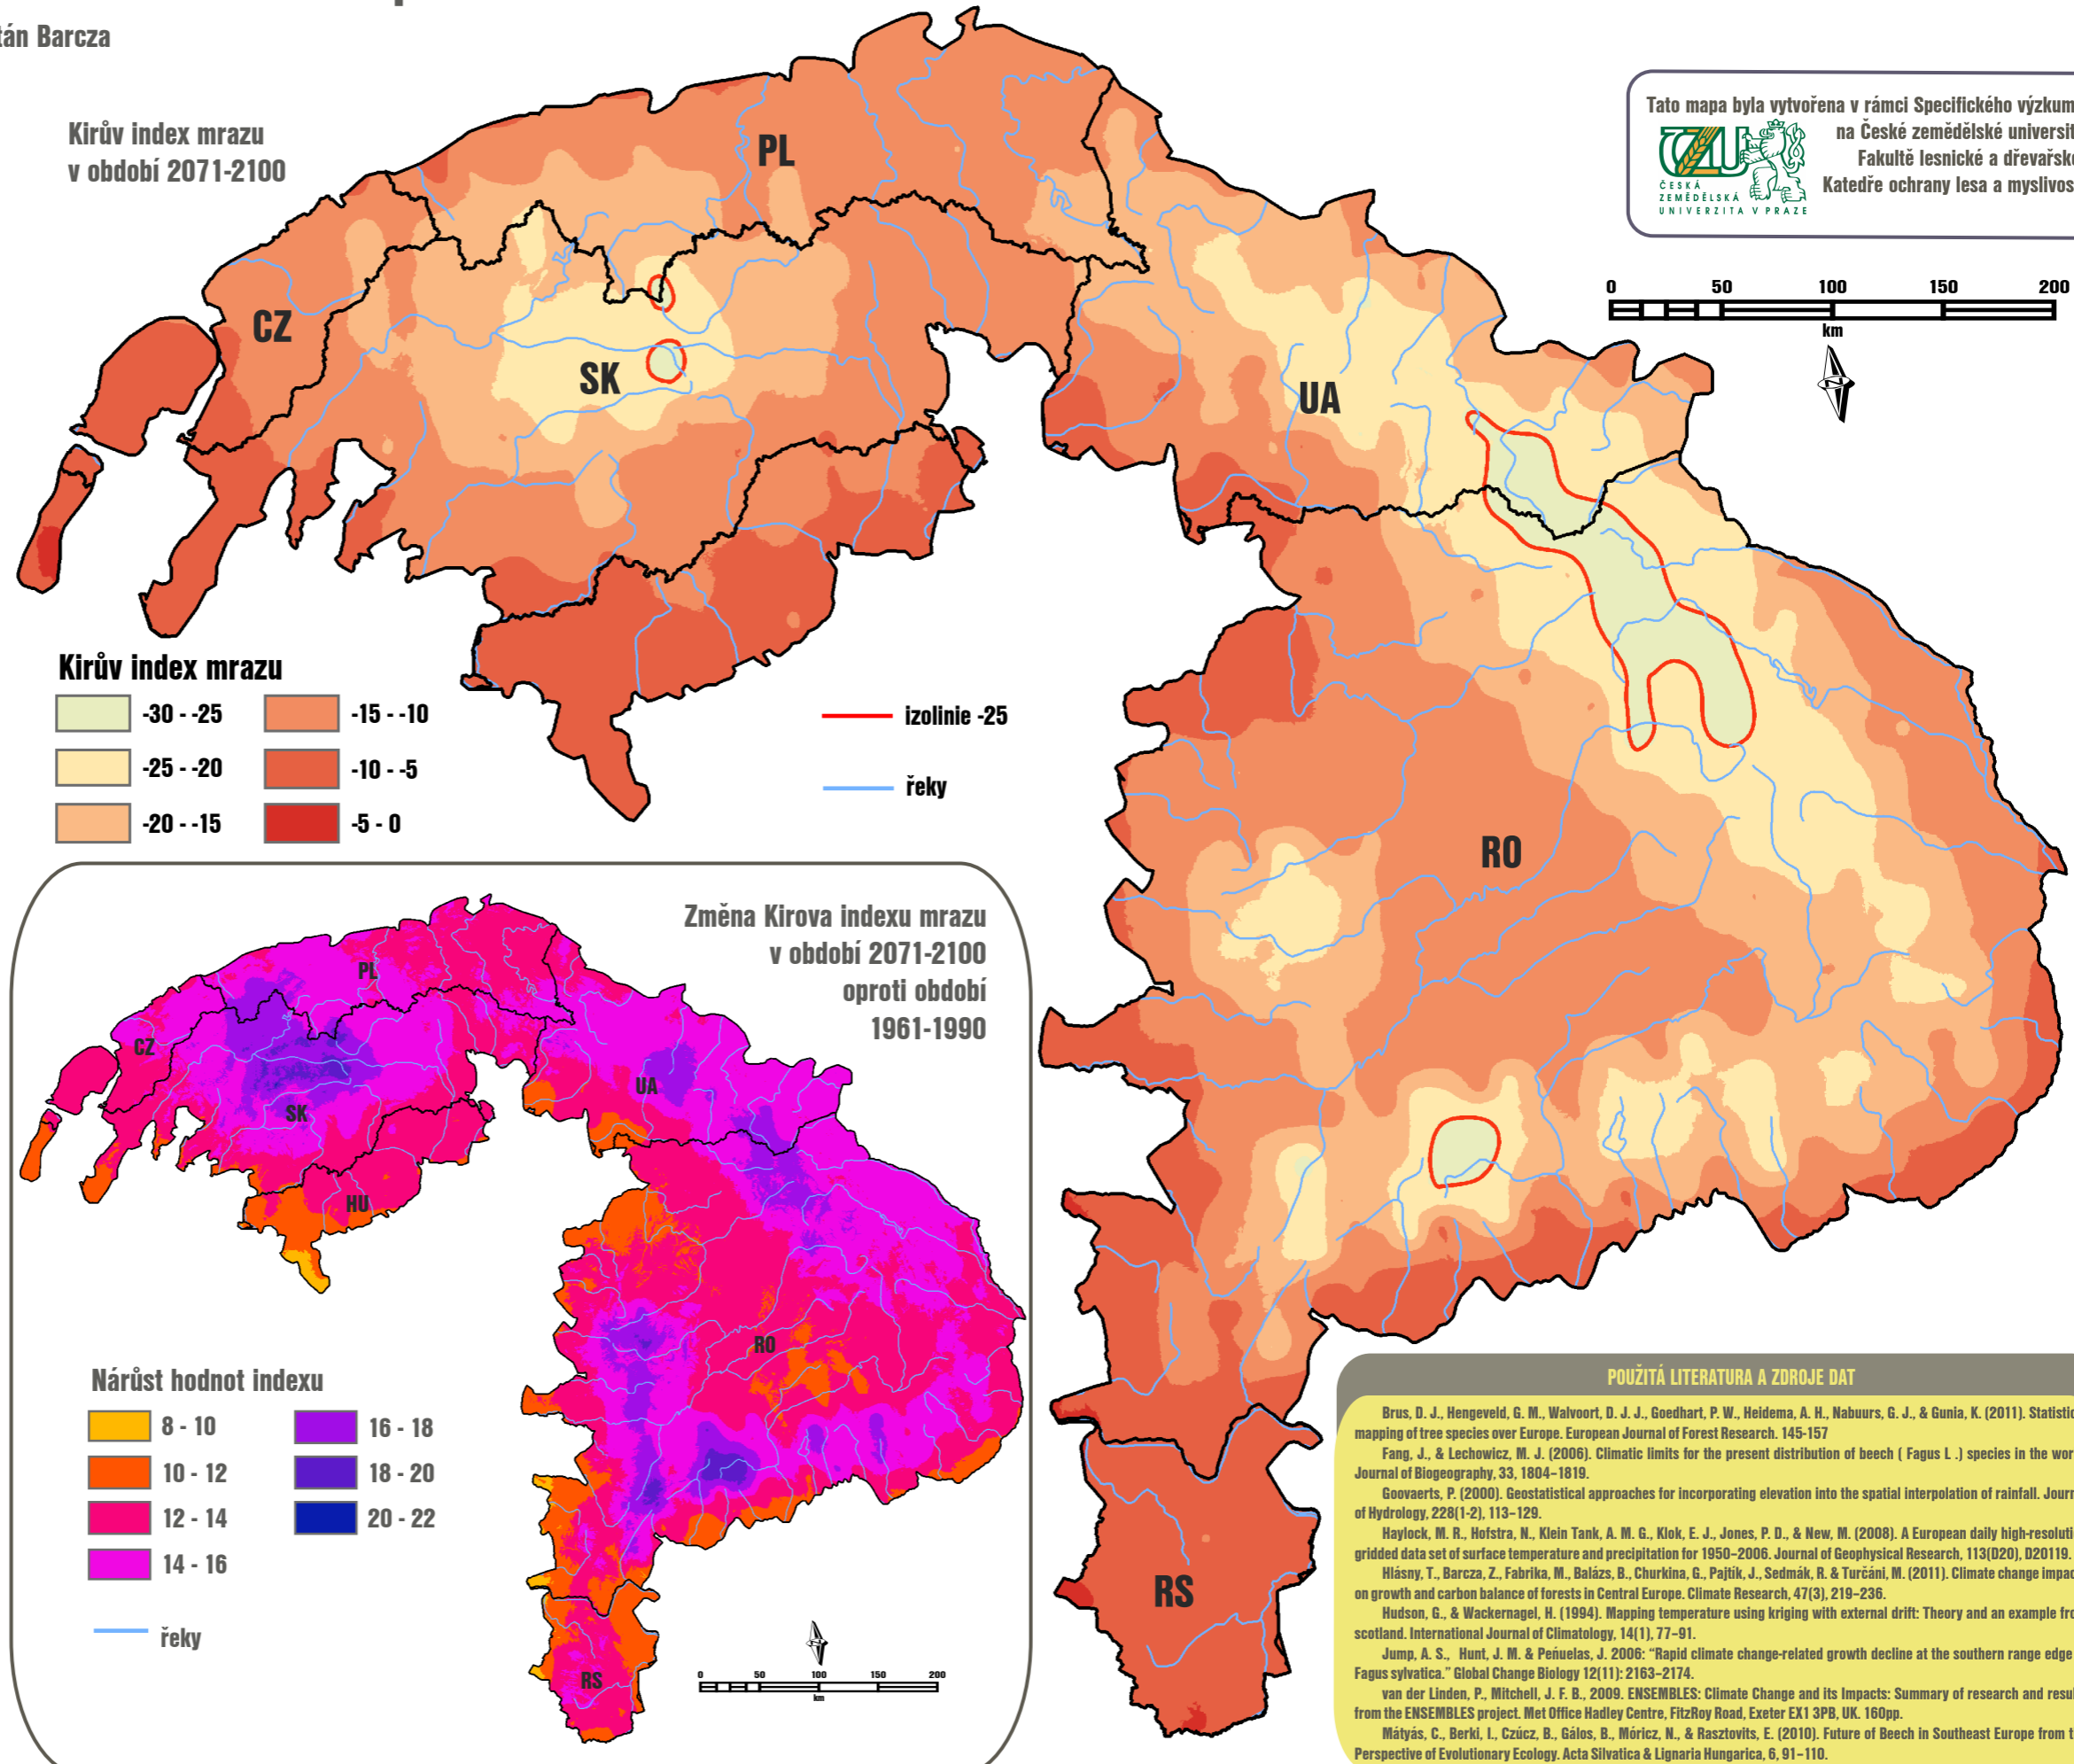 tán Barcza
Kirův index mrazu
v období 2071-2100
PL
CZ
SK
UA
RO
RS
Tato mapa byla vytvořena v rámci Specifického výzkum
na České zemědělské universit
Fakultě lesnické a dřevařsk
Katedře ochrany lesa a myslivos
ČZU
ČESKÁ
ZEMĚDĚLSKÁ
UNIVERZITA V PRAZE
0 50 100 150 200
km
N
Kirův index mrazu
-30 - -25
-25 - -20
-20 - -15
-15 - -10
-10 - -5
-5 - 0
izolinie -25
řeky
Změna Kirova indexu mrazu
v období 2071-2100
oproti období
1961-1990
PL
CZ
SK
UA
HU
RO
RS
Nárůst hodnot indexu
8 - 10
10 - 12
12 - 14
14 - 16
16 - 18
18 - 20
20 - 22
řeky
0 50 100 150 200
km
POUŽITÁ LITERATURA A ZDROJE DAT
Brus, D. J., Hengeveld, G. M., Walvoort, D. J. J., Goedhart, P. W., Heidema, A. H., Nabuurs, G. J., & Gunia, K. (2011). Statistic
mapping of tree species over Europe. European Journal of Forest Research. 145-157
Fang, J., & Lechowicz, M. J. (2006). Climatic limits for the present distribution of beech ( Fagus L .) species in the wor
Journal of Biogeography, 33, 1804–1819.
Goovaerts, P. (2000). Geostatistical approaches for incorporating elevation into the spatial interpolation of rainfall. Journ
of Hydrology, 228(1-2), 113–129.
Haylock, M. R., Hofstra, N., Klein Tank, A. M. G., Klok, E. J., Jones, P. D., & New, M. (2008). A European daily high-resoluti
gridded data set of surface temperature and precipitation for 1950–2006. Journal of Geophysical Research, 113(D20), D20119.
Hlásny, T., Barcza, Z., Fabrika, M., Balázs, B., Churkina, G., Pajtík, J., Sedmák, R. & Turčáni, M. (2011). Climate change impac
on growth and carbon balance of forests in Central Europe. Climate Research, 47(3), 219–236.
Hudson, G., & Wackernagel, H. (1994). Mapping temperature using kriging with external drift: Theory and an example fro
scotland. International Journal of Climatology, 14(1), 77–91.
Jump, A. S., Hunt, J. M. & Peńuelas, J. 2006: “Rapid climate change-related growth decline at the southern range edge
Fagus sylvatica.” Global Change Biology 12(11): 2163–2174.
van der Linden, P., Mitchell, J. F. B., 2009. ENSEMBLES: Climate Change and its Impacts: Summary of research and resul
from the ENSEMBLES project. Met Office Hadley Centre, FitzRoy Road, Exeter EX1 3PB, UK. 160pp.
Mátyás, C., Berki, I., Czúcz, B., Gálos, B., Móricz, N., & Rasztovits, E. (2010). Future of Beech in Southeast Europe from t
Perspective of Evolutionary Ecology. Acta Silvatica & Lignaria Hungarica, 6, 91–110.